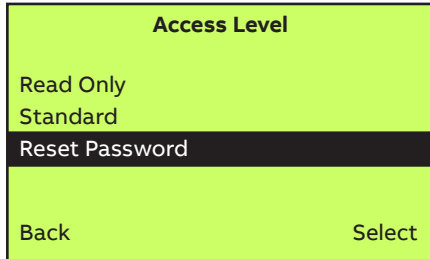 Access Level
Read Only
Standard
Reset Password
Back Select